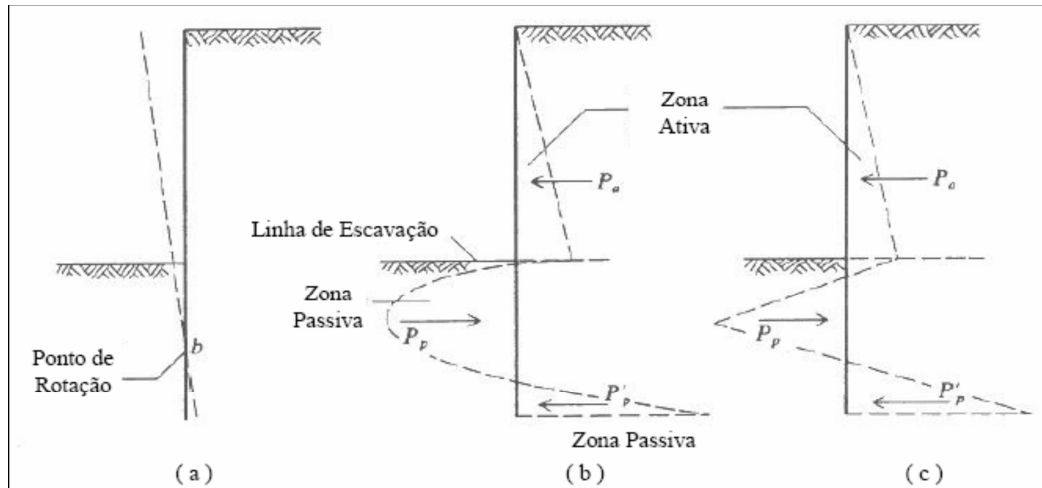 Zona
Ativa
P_a
P_a
Linha de Escavação
Zona
Passiva
P_p
P_p
Ponto de
Rotação
b
P'_p
P'_p
Zona Passiva
( a )
( b )
( c )